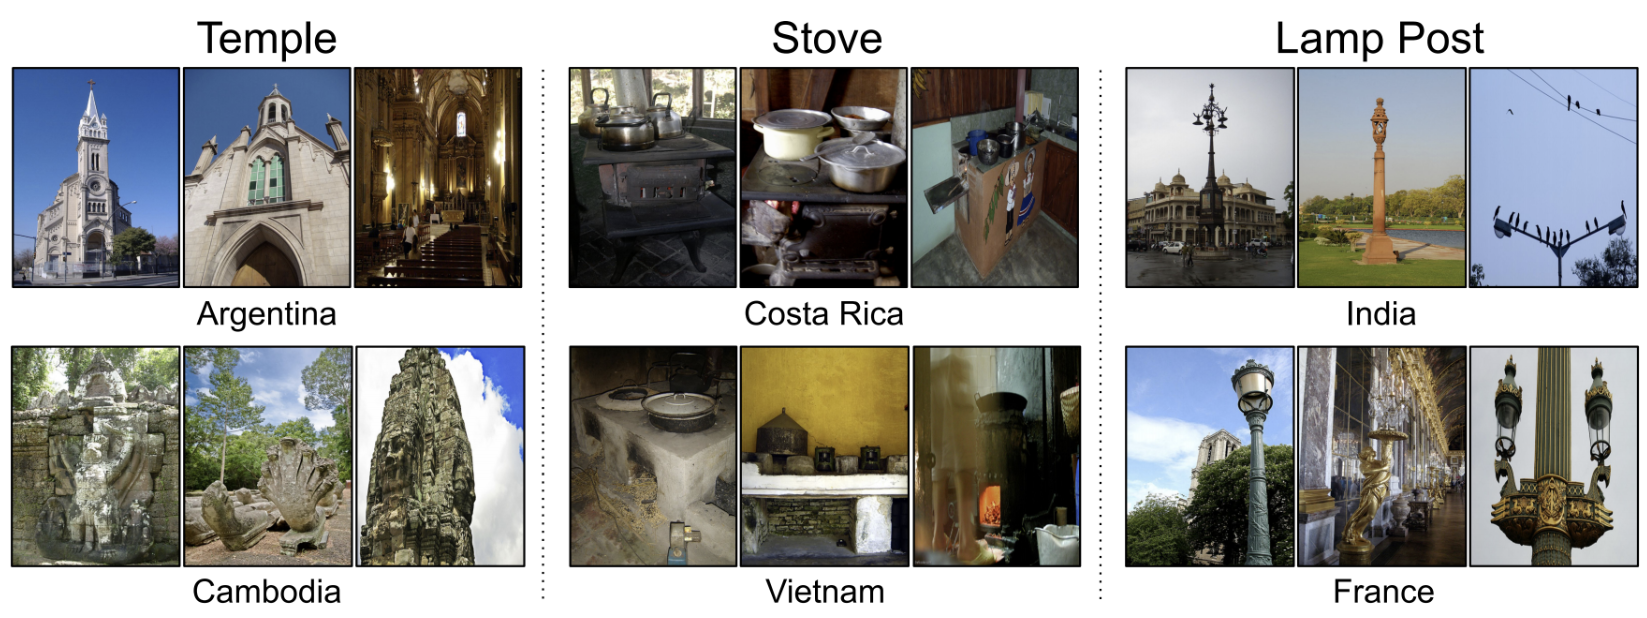 Temple
Stove
Lamp Post
Argentina
Costa Rica
India
Cambodia
Vietnam
France